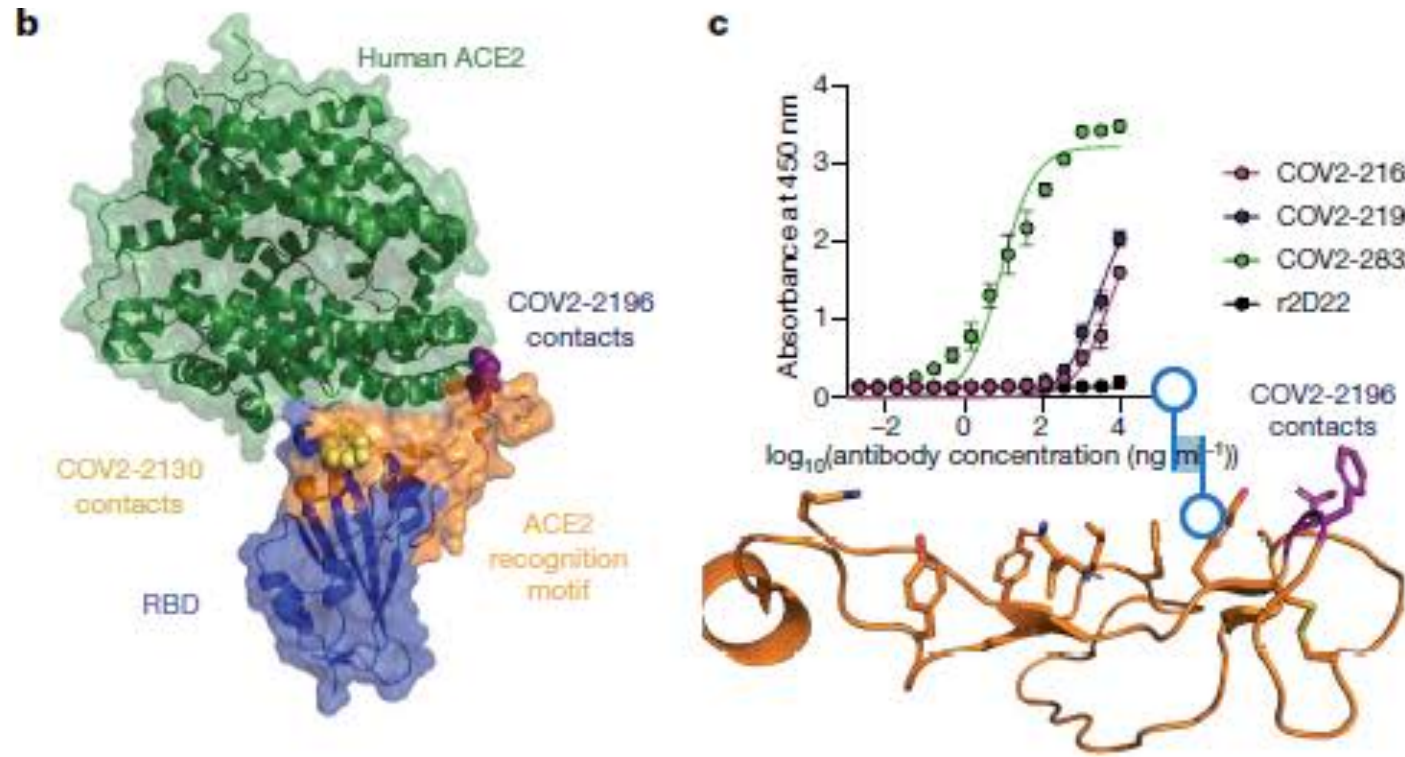 b
Human ACE2
COV2-2196
contacts
COV2-2130
contacts
ACE2
recognition
motif
RBD
c
Absorbance at 450 nm
4
3
2
1
0
–2
0
2
4
log10(antibody concentration (ng ml–1))
COV2-216
COV2-219
COV2-283
r2D22
COV2-2196
contacts